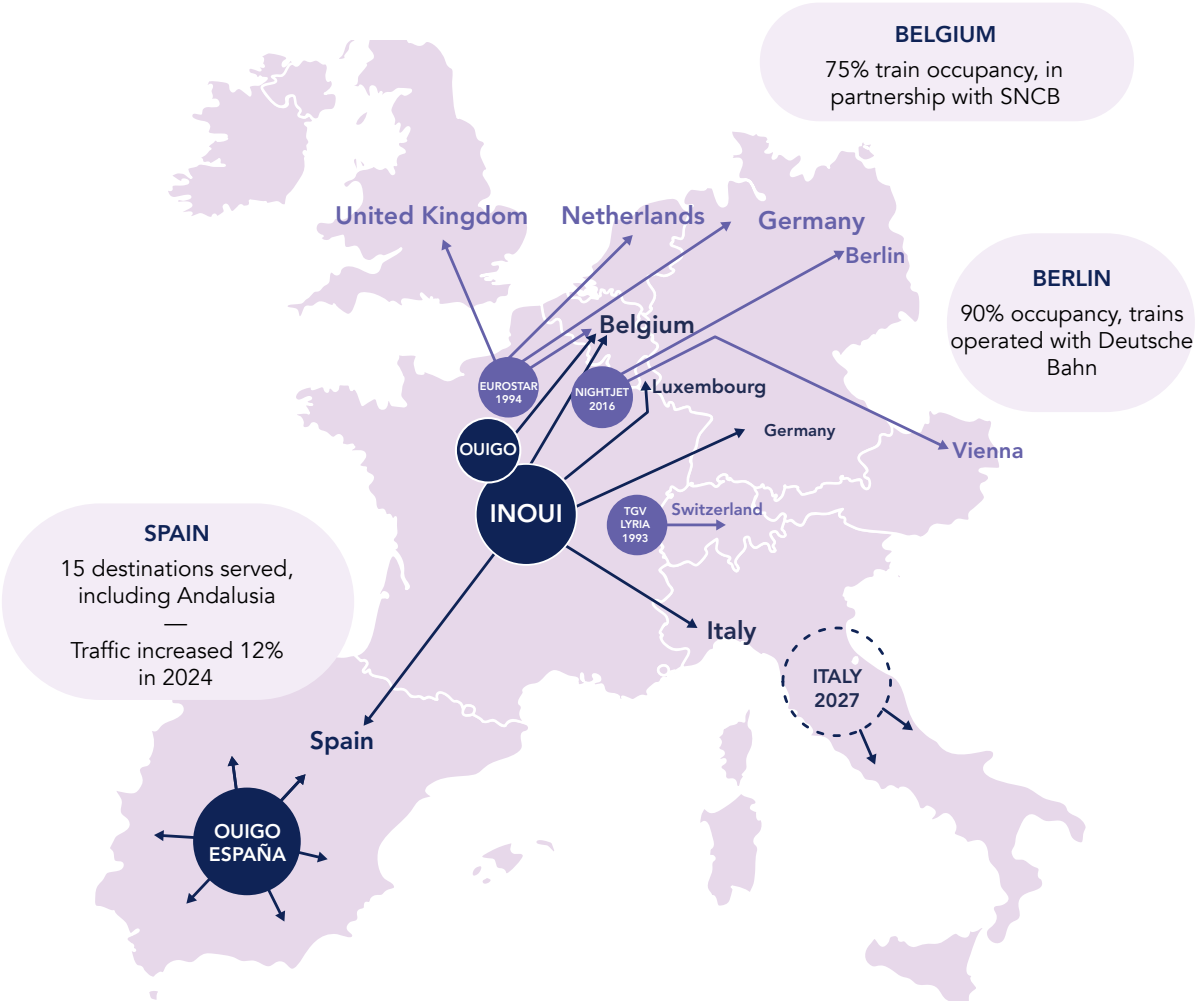 BELGIUM
75% train occupancy, in
partnership with SNCB
United Kingdom
Netherlands
Germany
Berlin
BERLIN
90% occupancy, trains
operated with Deutsche
Bahn
Belgium
EUROSTAR
1994
NIGHTJET
2016
Luxembourg
Germany
OUIGO
Vienna
INOUI
TGV
LYRIA
1993
Switzerland
SPAIN
15 destinations served,
including Andalusia
—
Traffic increased 12%
in 2024
Italy
ITALY
2027
Spain
OUIGO
ESPAÑA